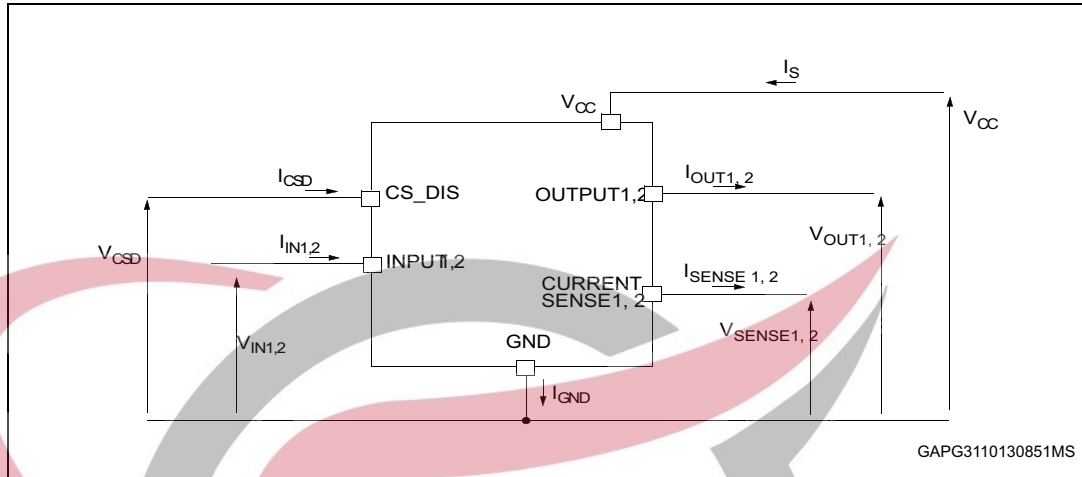 I_S
V_CC
V_CC
I_CSD
CS_DIS
OUTPUT1,2
I_OUT1, 2
V_CSD
I_IN1,2
INPUT1,2
V_OUT1, 2
CURRENT
SENSE1, 2
I_SENSE 1, 2
V_IN1,2
GND
V_SENSE1, 2
I_GND
GAPG3110130851MS